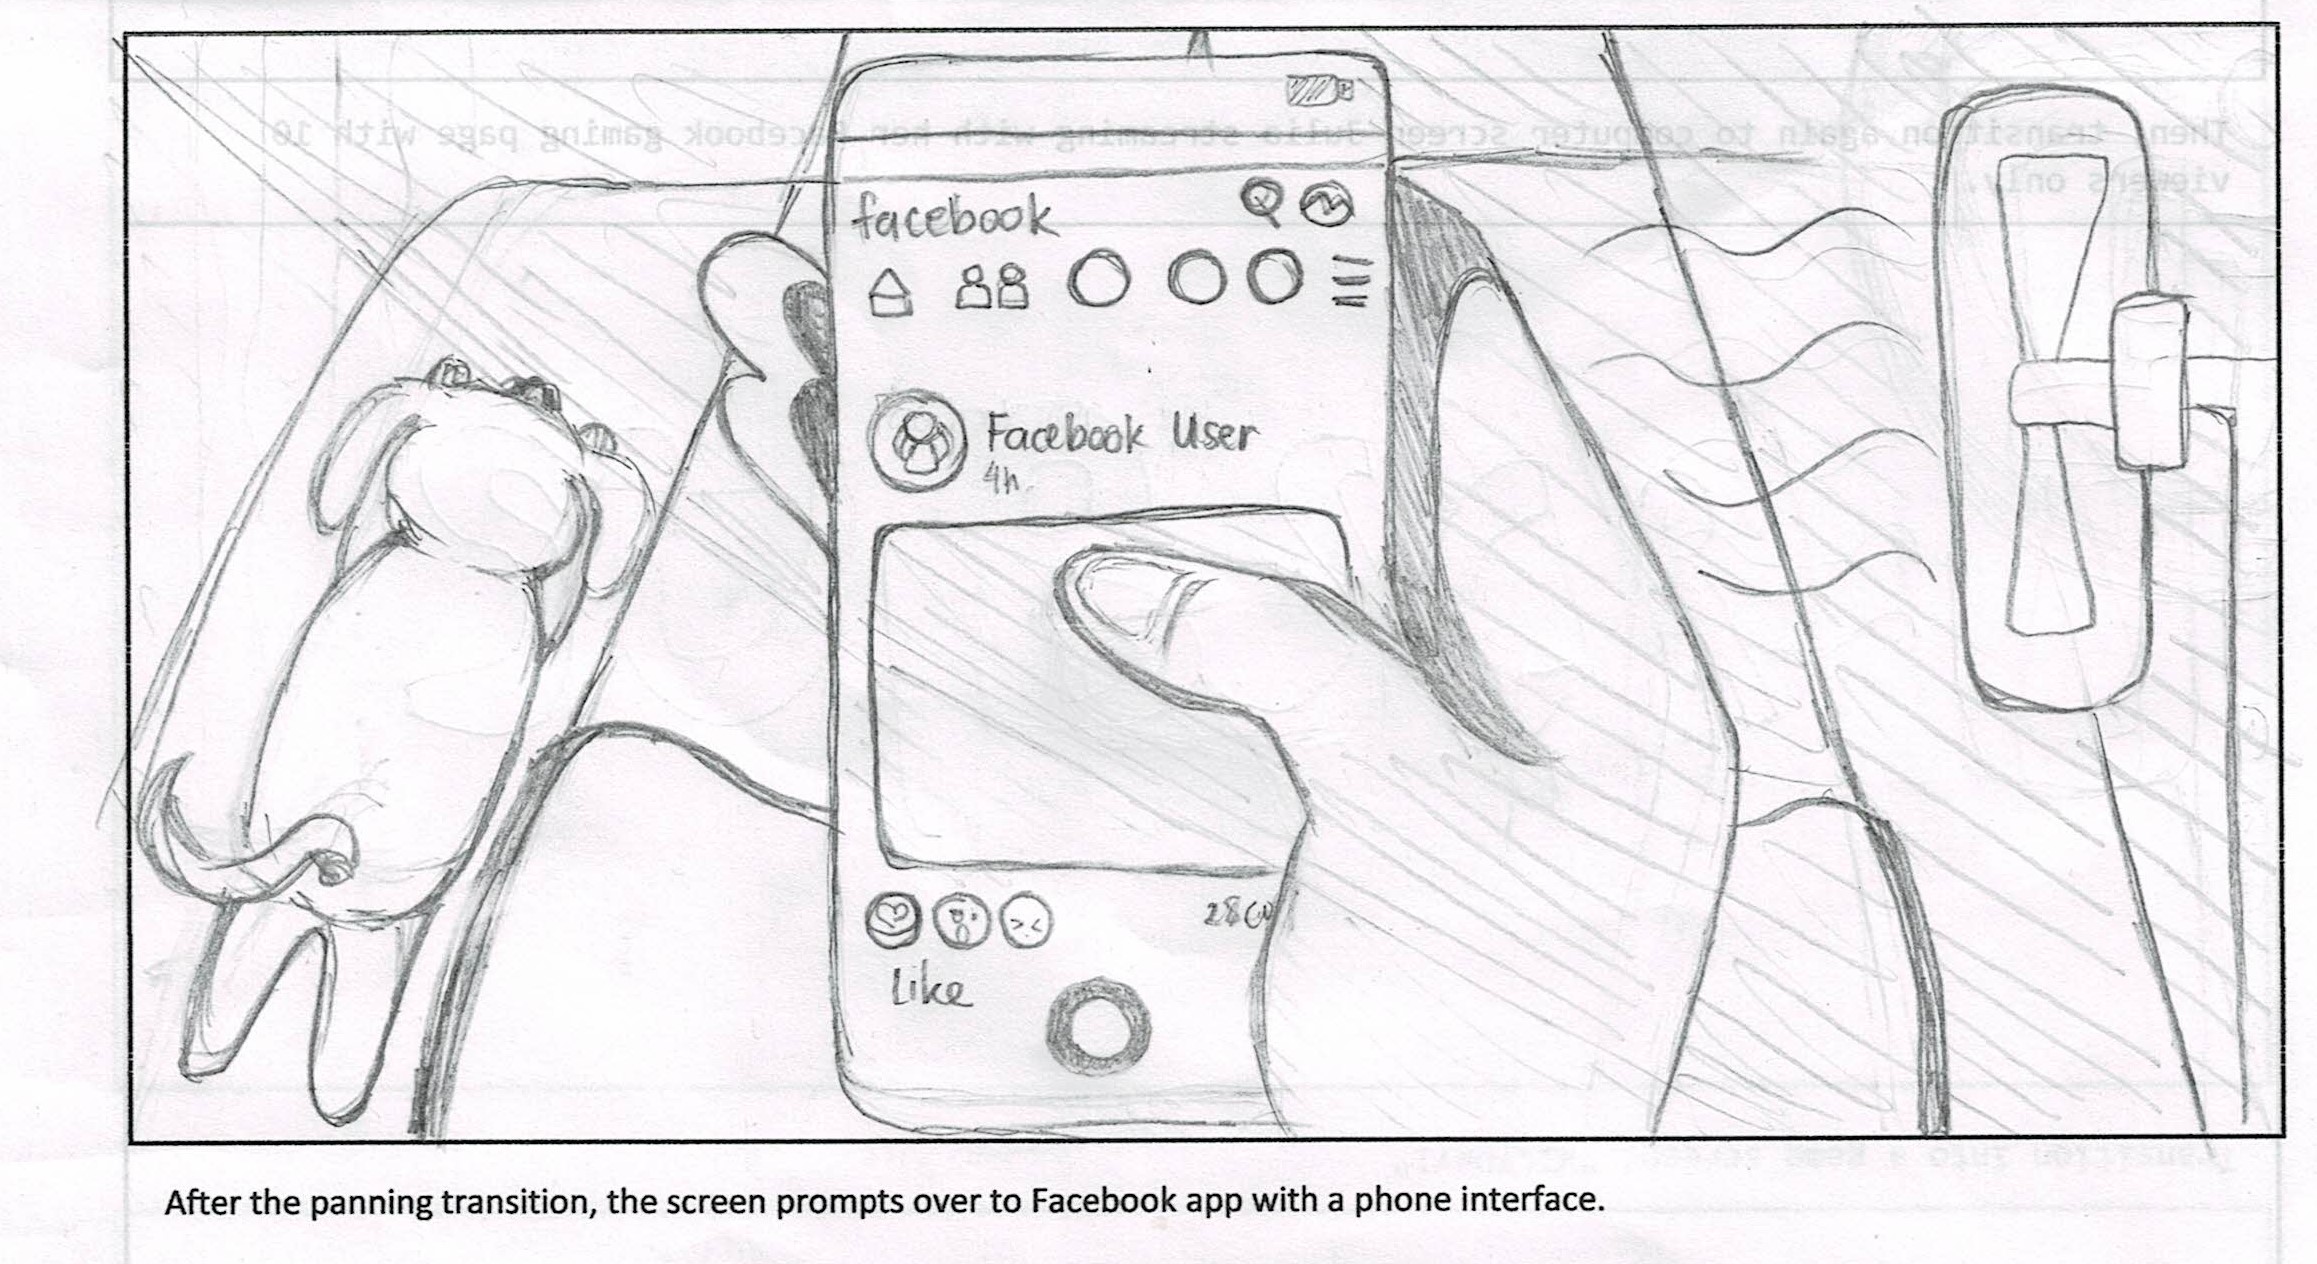 facebook
Facebook User
4h.
Like
After the panning transition, the screen prompts over to Facebook app with a phone interface.
Then, transition again to computer screen Julia streaming with her Facebook gaming page with 10
viewers only.